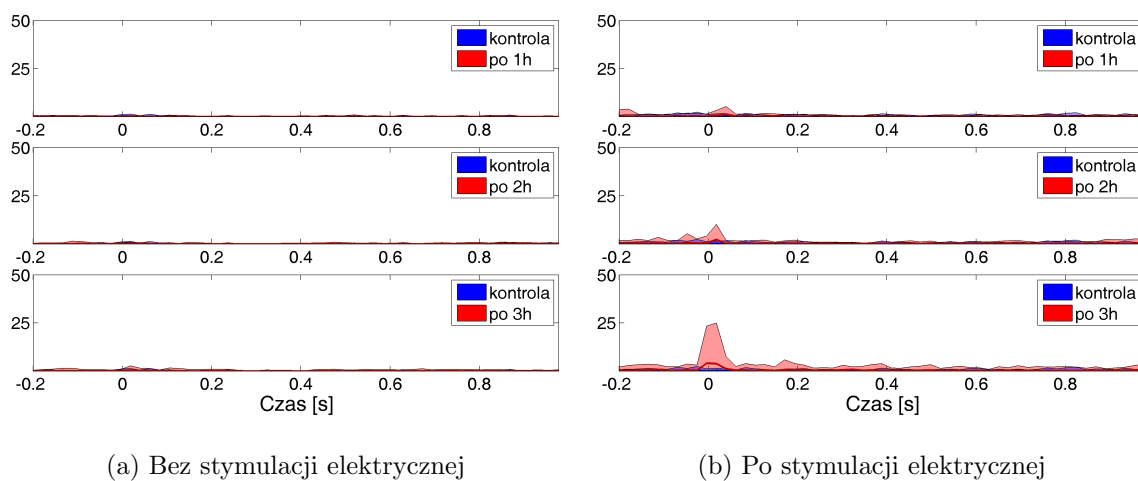 50
25
-0.2 0 0.2 0.4 0.6 0.8
kontrola
po 1h
50
25
-0.2 0 0.2 0.4 0.6 0.8
kontrola
po 2h
50
25
-0.2 0 0.2 0.4 0.6 0.8
kontrola
po 3h
Czas [s]
(a) Bez stymulacji elektrycznej
50
25
-0.2 0 0.2 0.4 0.6 0.8
kontrola
po 1h
50
25
-0.2 0 0.2 0.4 0.6 0.8
kontrola
po 2h
50
25
-0.2 0 0.2 0.4 0.6 0.8
kontrola
po 3h
Czas [s]
(b) Po stymulacji elektrycznej